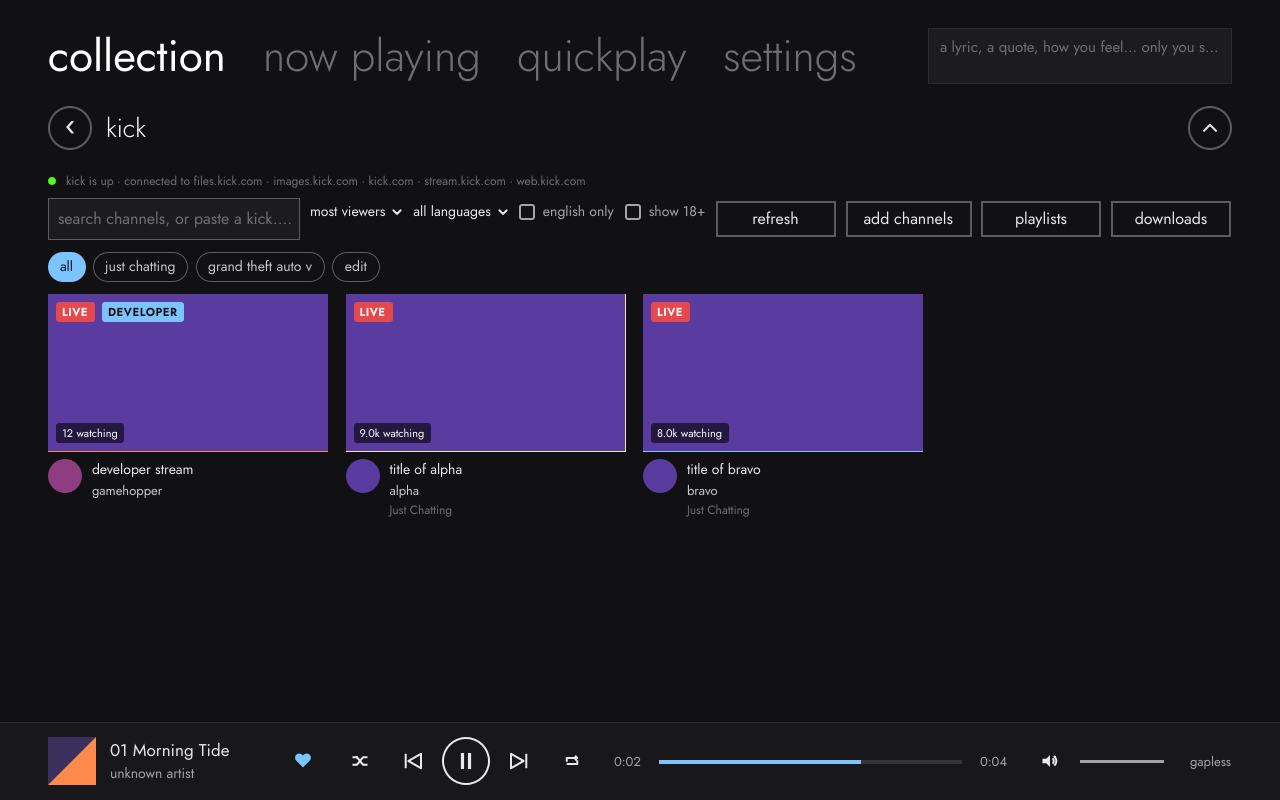 collection now playing quickplay settings
a lyric, a quote, how you feel... only you s...
kick
kick is up · connected to files.kick.com · images.kick.com · kick.com · stream.kick.com · web.kick.com
search channels, or paste a kick.... most viewers all languages english only show 18+ refresh add channels playlists downloads
all just chatting grand theft auto v edit
LIVE DEVELOPER LIVE LIVE
12 watching 9.0k watching 8.0k watching
developer stream title of alpha title of bravo
gamehopper alpha bravo
Just Chatting Just Chatting
01 Morning Tide
unknown artist
0:02 0:04 gapless